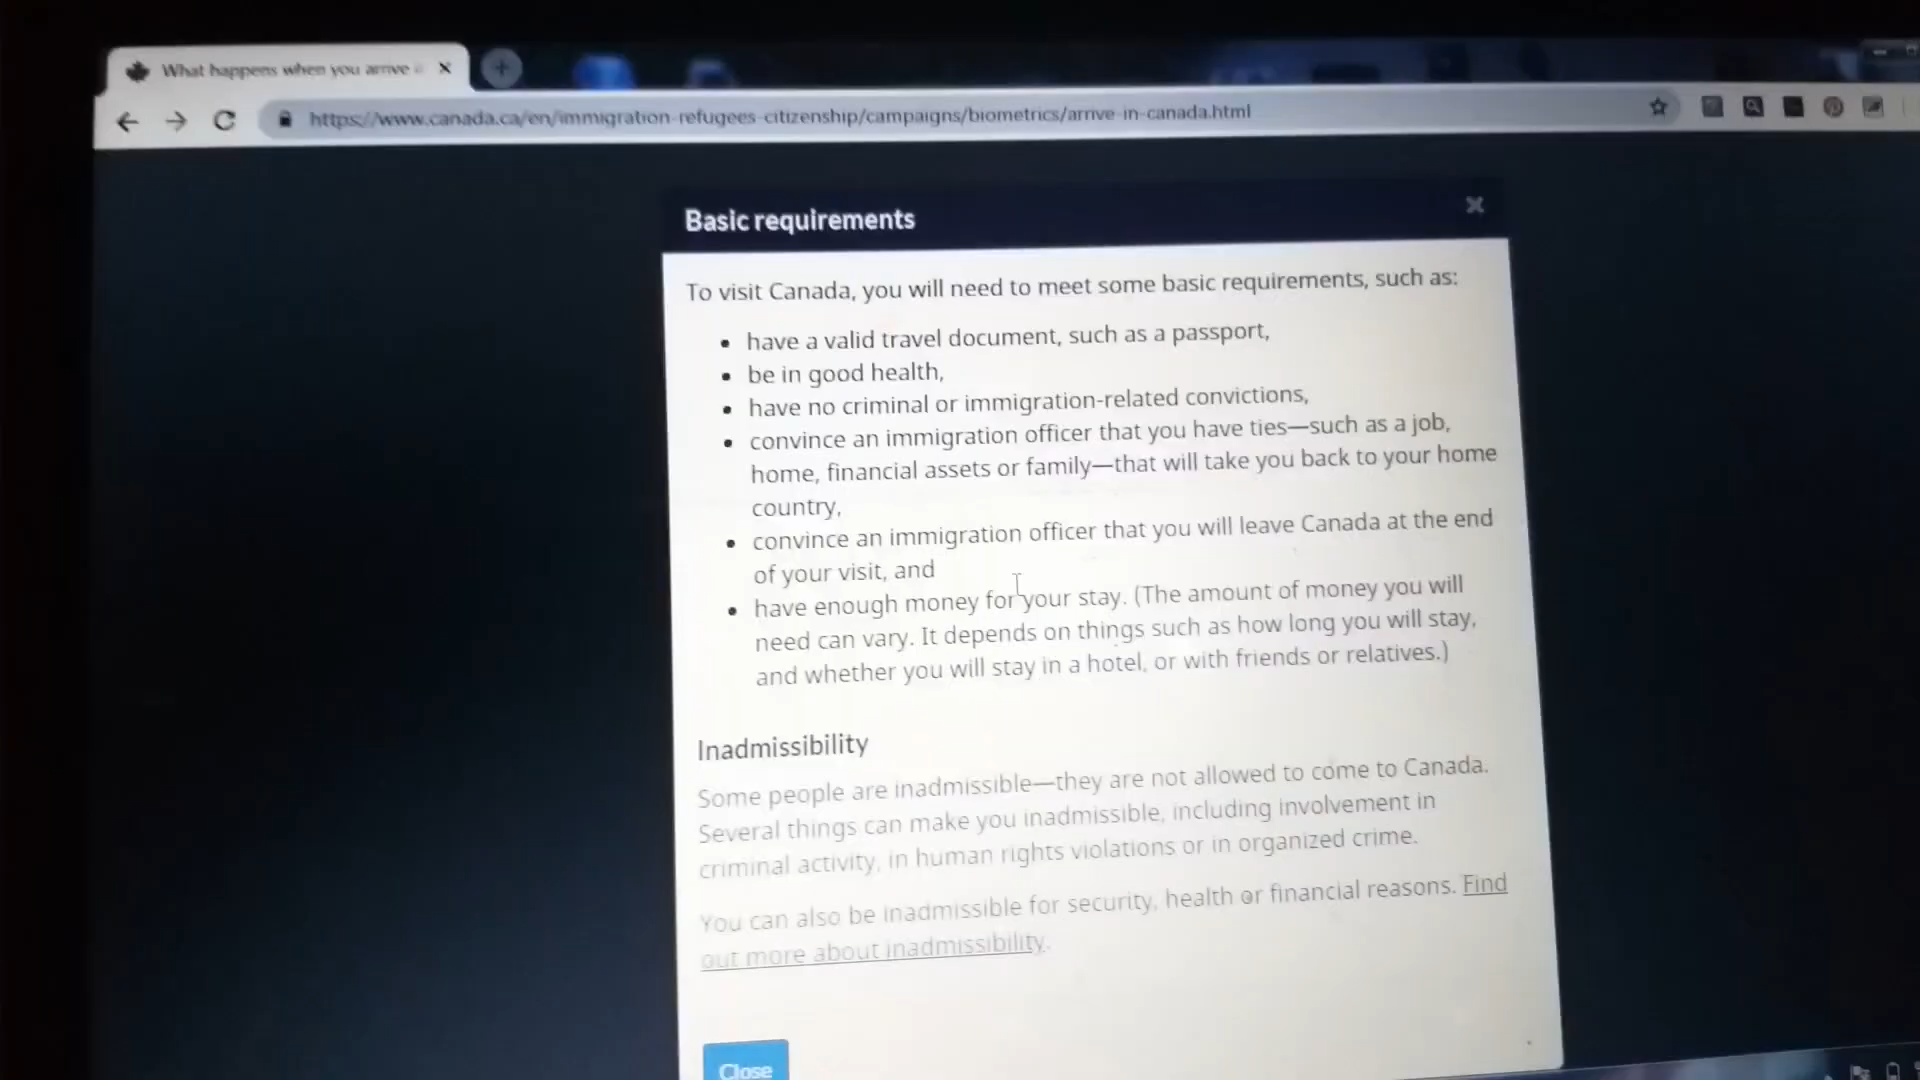 What happens when you arrive
https://www.canada.ca/en/immigration-refugees-citizenship/campaigns/biometrics/arrive-in-canada.html
Basic requirements
To visit Canada, you will need to meet some basic requirements, such as:
• have a valid travel document, such as a passport,
• be in good health,
• have no criminal or immigration-related convictions,
• convince an immigration officer that you have ties—such as a job,
home, financial assets or family—that will take you back to your home
country,
• convince an immigration officer that you will leave Canada at the end
of your visit, and
• have enough money for your stay. (The amount of money you will
need can vary. It depends on things such as how long you will stay,
and whether you will stay in a hotel, or with friends or relatives.)
Inadmissibility
Some people are inadmissible—they are not allowed to come to Canada.
Several things can make you inadmissible, including involvement in
criminal activity, in human rights violations or in organized crime.
You can also be inadmissible for security, health or financial reasons. Find
out more about inadmissibility.
Close